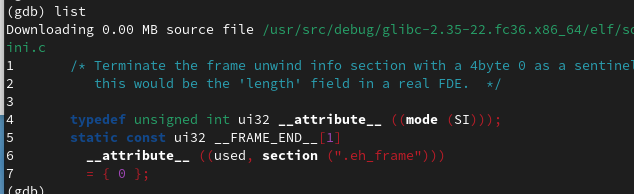 (gdb) list
Downloading 0.00 MB source file /usr/src/debug/glibc-2.35-22.fc36.x86_64/elf/
ini.c
1 /* Terminate the frame unwind info section with a 4byte 0 as a sentinel
2 this would be the 'length' field in a real FDE. */
3
4 typedef unsigned int ui32 __attribute__ ((mode (SI)));
5 static const ui32 __FRAME_END__[1]
6 __attribute__ ((used, section (".eh_frame")))
7 = { 0 };
(gdb)